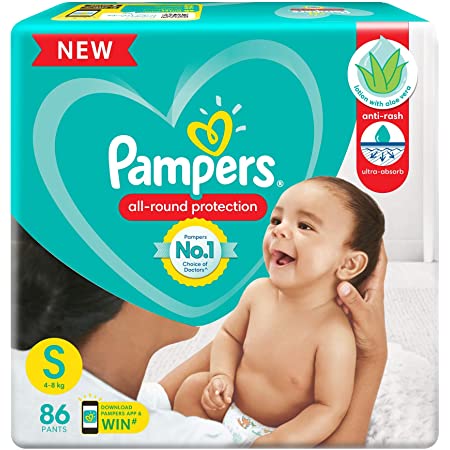 NEW
Pampers®
all-round protection
Pampers
No.1
Choice of
Doctors^
lotion with aloe vera
anti-rash
ultra-absorb
S
4-8 kg
86
PANTS
DOWNLOAD
PAMPERS APP &
WIN#